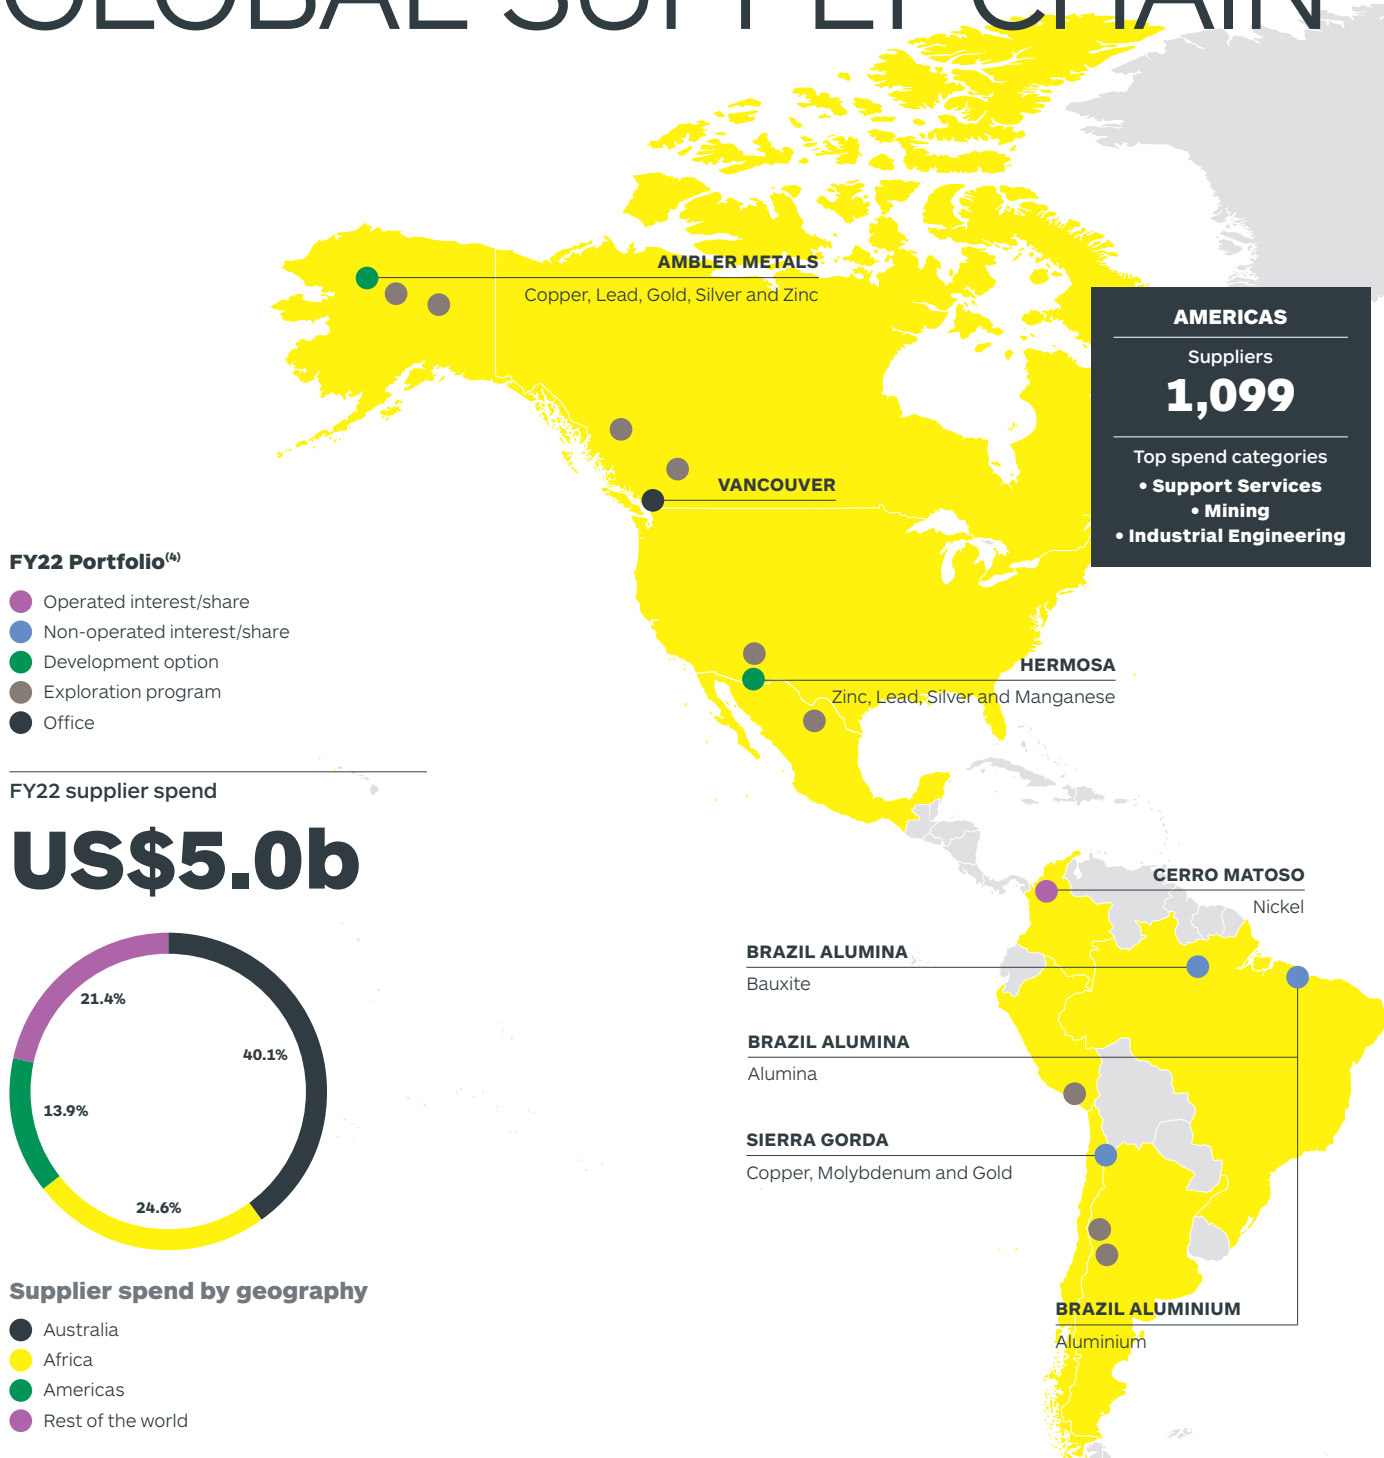 GLOBAL SUPPLY CHAIN
AMBLER METALS
Copper, Lead, Gold, Silver and Zinc
AMERICAS
Suppliers
1,099
Top spend categories
• Support Services
• Mining
• Industrial Engineering
VANCOUVER
FY22 Portfolio(4)
Operated interest/share
Non-operated interest/share
Development option
Exploration program
Office
HERMOSA
Zinc, Lead, Silver and Manganese
FY22 supplier spend
US$5.0b
21.4%
40.1%
13.9%
24.6%
Supplier spend by geography
Australia
Africa
Americas
Rest of the world
CERRO MATOSO
Nickel
BRAZIL ALUMINA
Bauxite
BRAZIL ALUMINA
Alumina
SIERRA GORDA
Copper, Molybdenum and Gold
BRAZIL ALUMINIUM
Aluminium